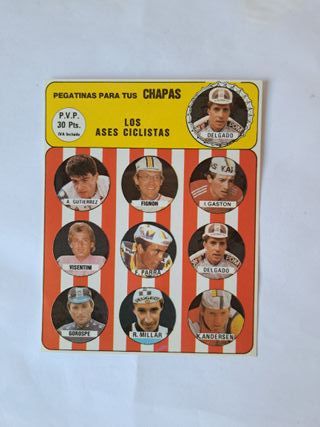 PEGATINAS PARA TUS CHAPAS
P.V.P.
30 Pts.
IVA Incluido
LOS
ASES CICLISTAS
DELGADO
A. GUTIERREZ
FIGNON
I. GASTON
VISENTINI
F. PARRA
DELGADO
GOROSPE
PEUGEOT
R. MILLAR
K. ANDERSEN